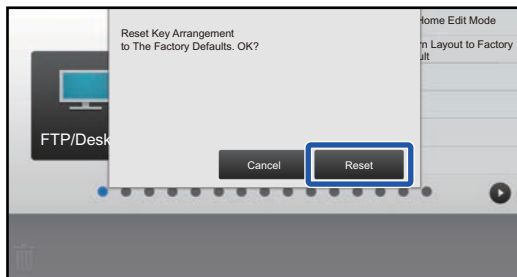 Reset Key Arrangement
to The Factory Defaults. OK?
Home Edit Mode
n Layout to Factory
ult
FTP/Desk
Cancel
Reset